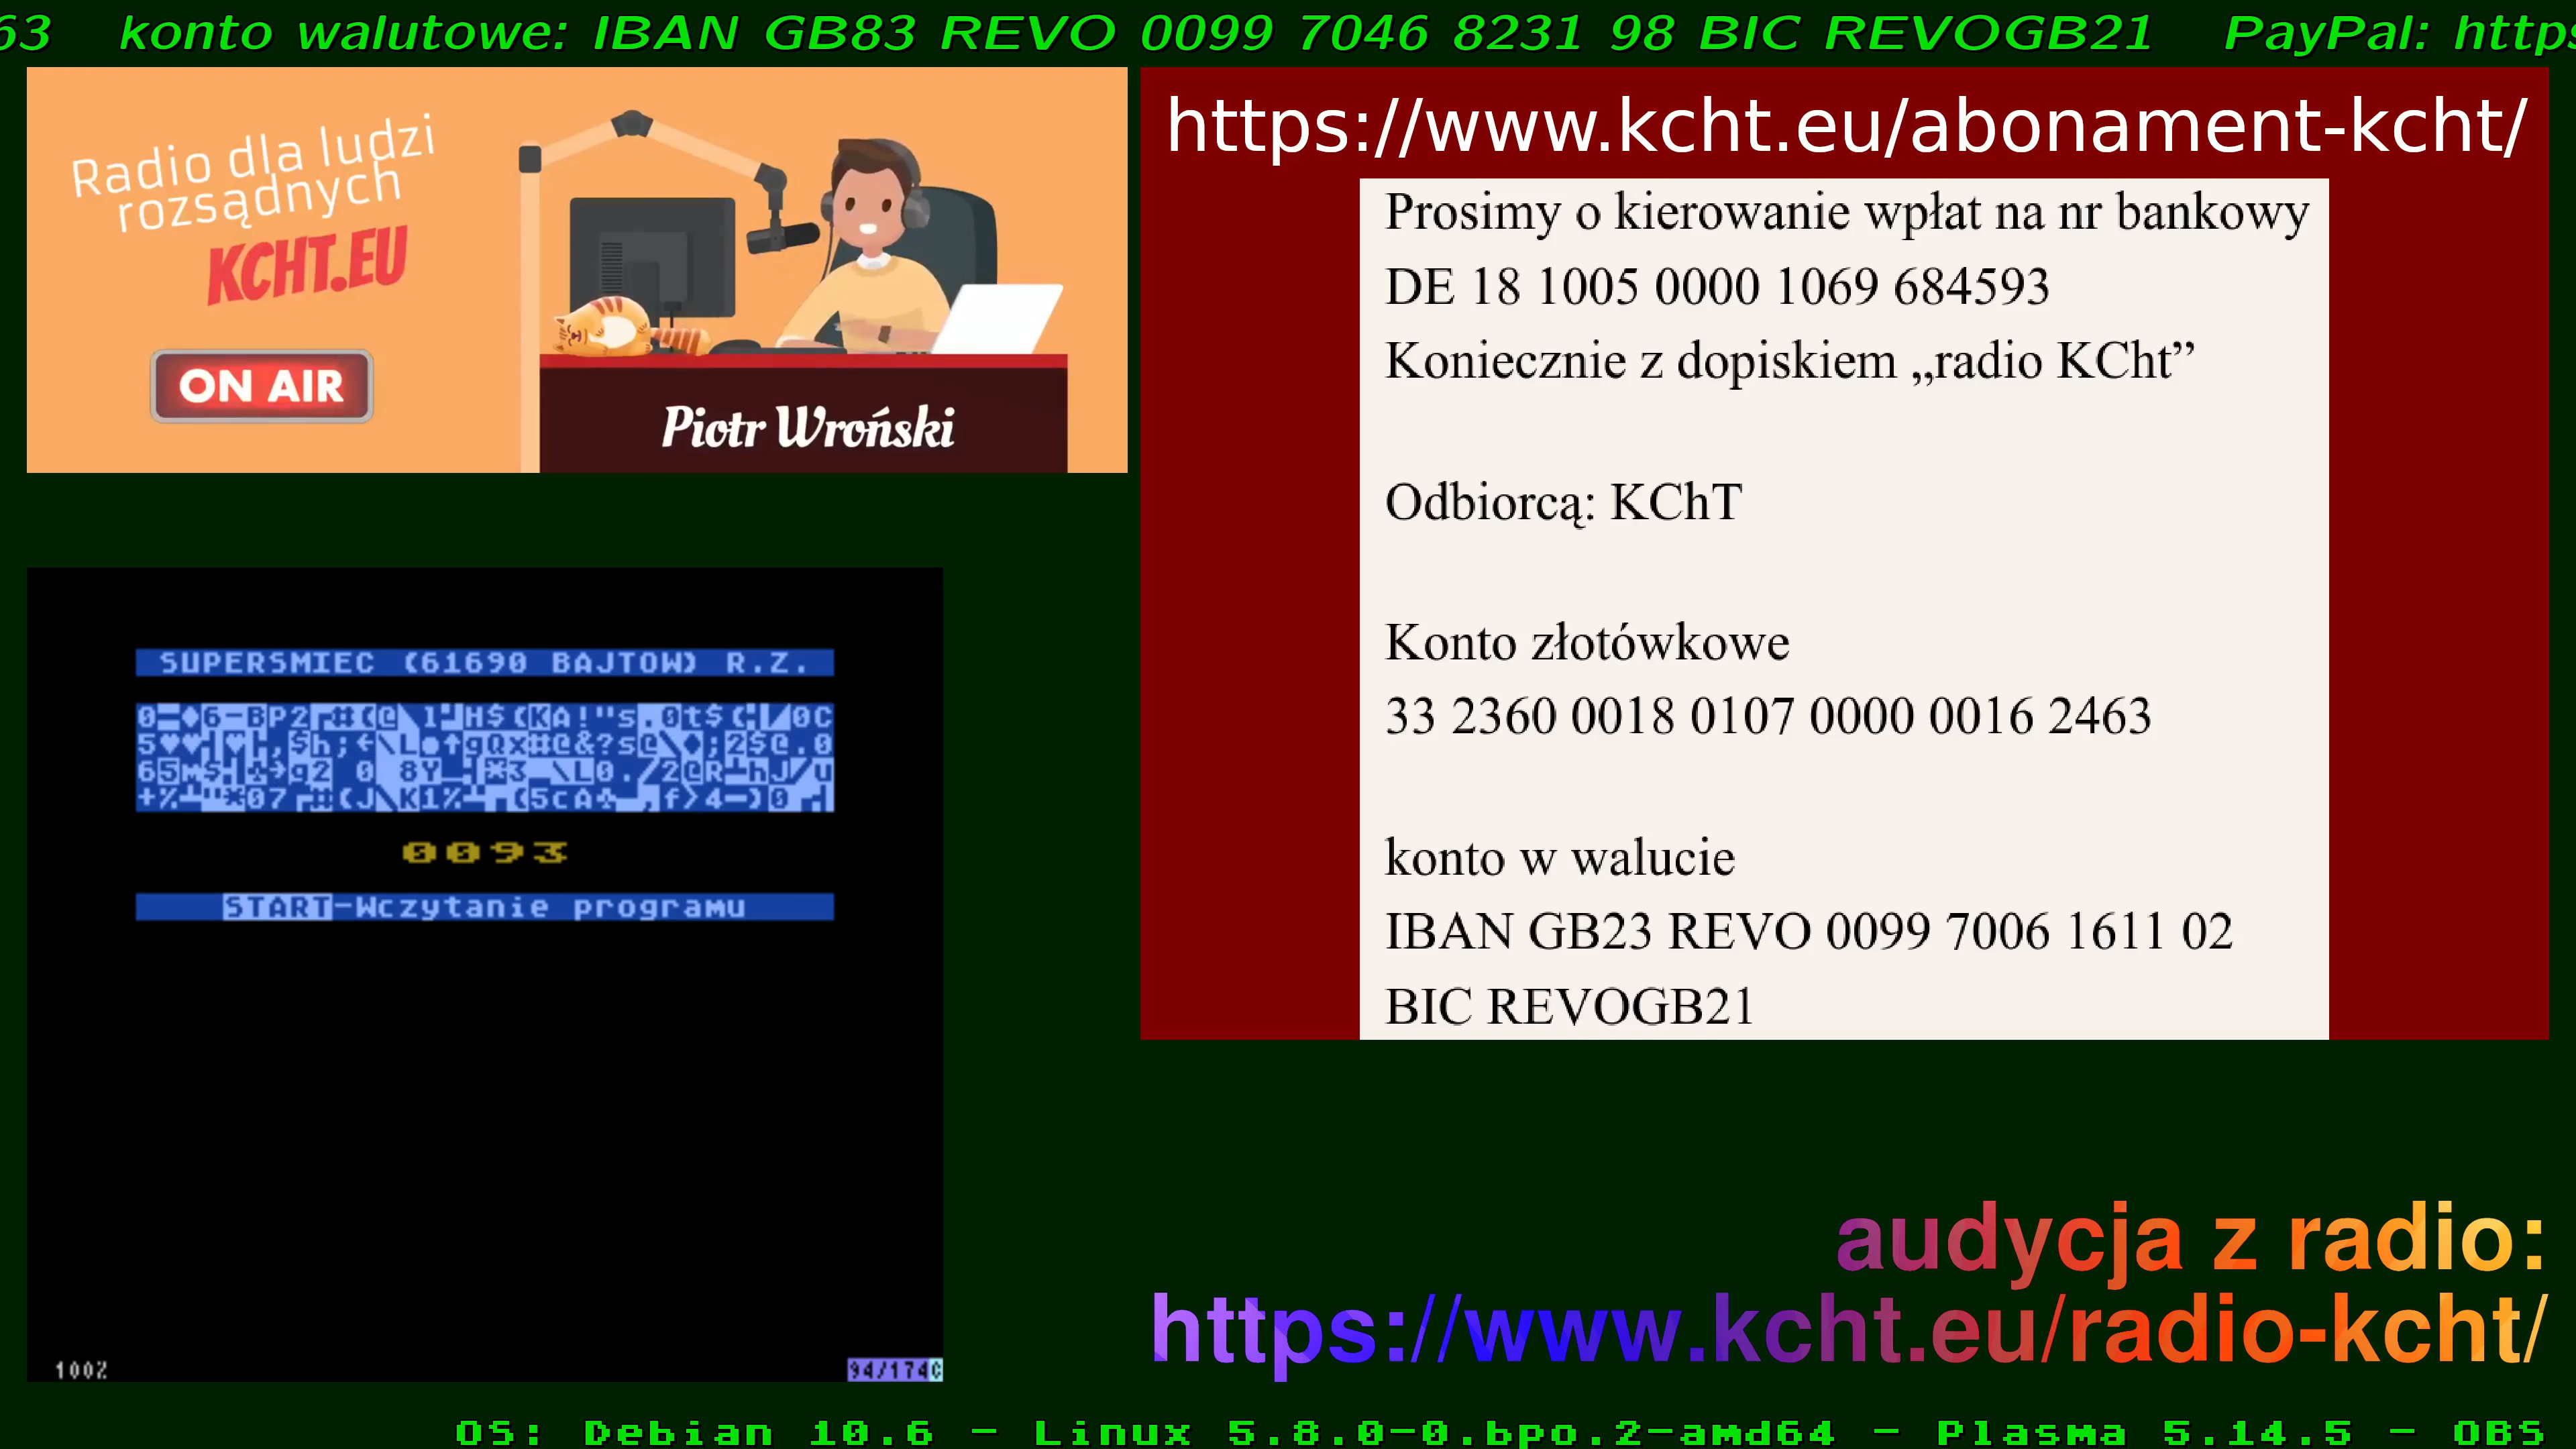 63 konto walutowe: IBAN GB83 REVO 0099 7046 8231 98 BIC REVOGB21 PayPal: https
Radio dla ludzi
rozsądnych
KCHT.EU
ON AIR
Piotr Wroński
https://www.kcht.eu/abonament-kcht/
Prosimy o kierowanie wpłat na nr bankowy
DE 18 1005 0000 1069 684593
Koniecznie z dopiskiem „radio KCht”
Odbiorcą: KChT
Konto złotówkowe
33 2360 0018 0107 0000 0016 2463
konto w walucie
IBAN GB23 REVO 0099 7006 1611 02
BIC REVOGB21
SUPERSMIEC (61690 BAJTOW) R.Z.
0093
START-Wczytanie programu
100%
94/174C
audycja z radio:
https://www.kcht.eu/radio-kcht/
OS: Debian 10.6 - Linux 5.8.0-0.bpo.2-amd64 - Plasma 5.14.5 - OBS